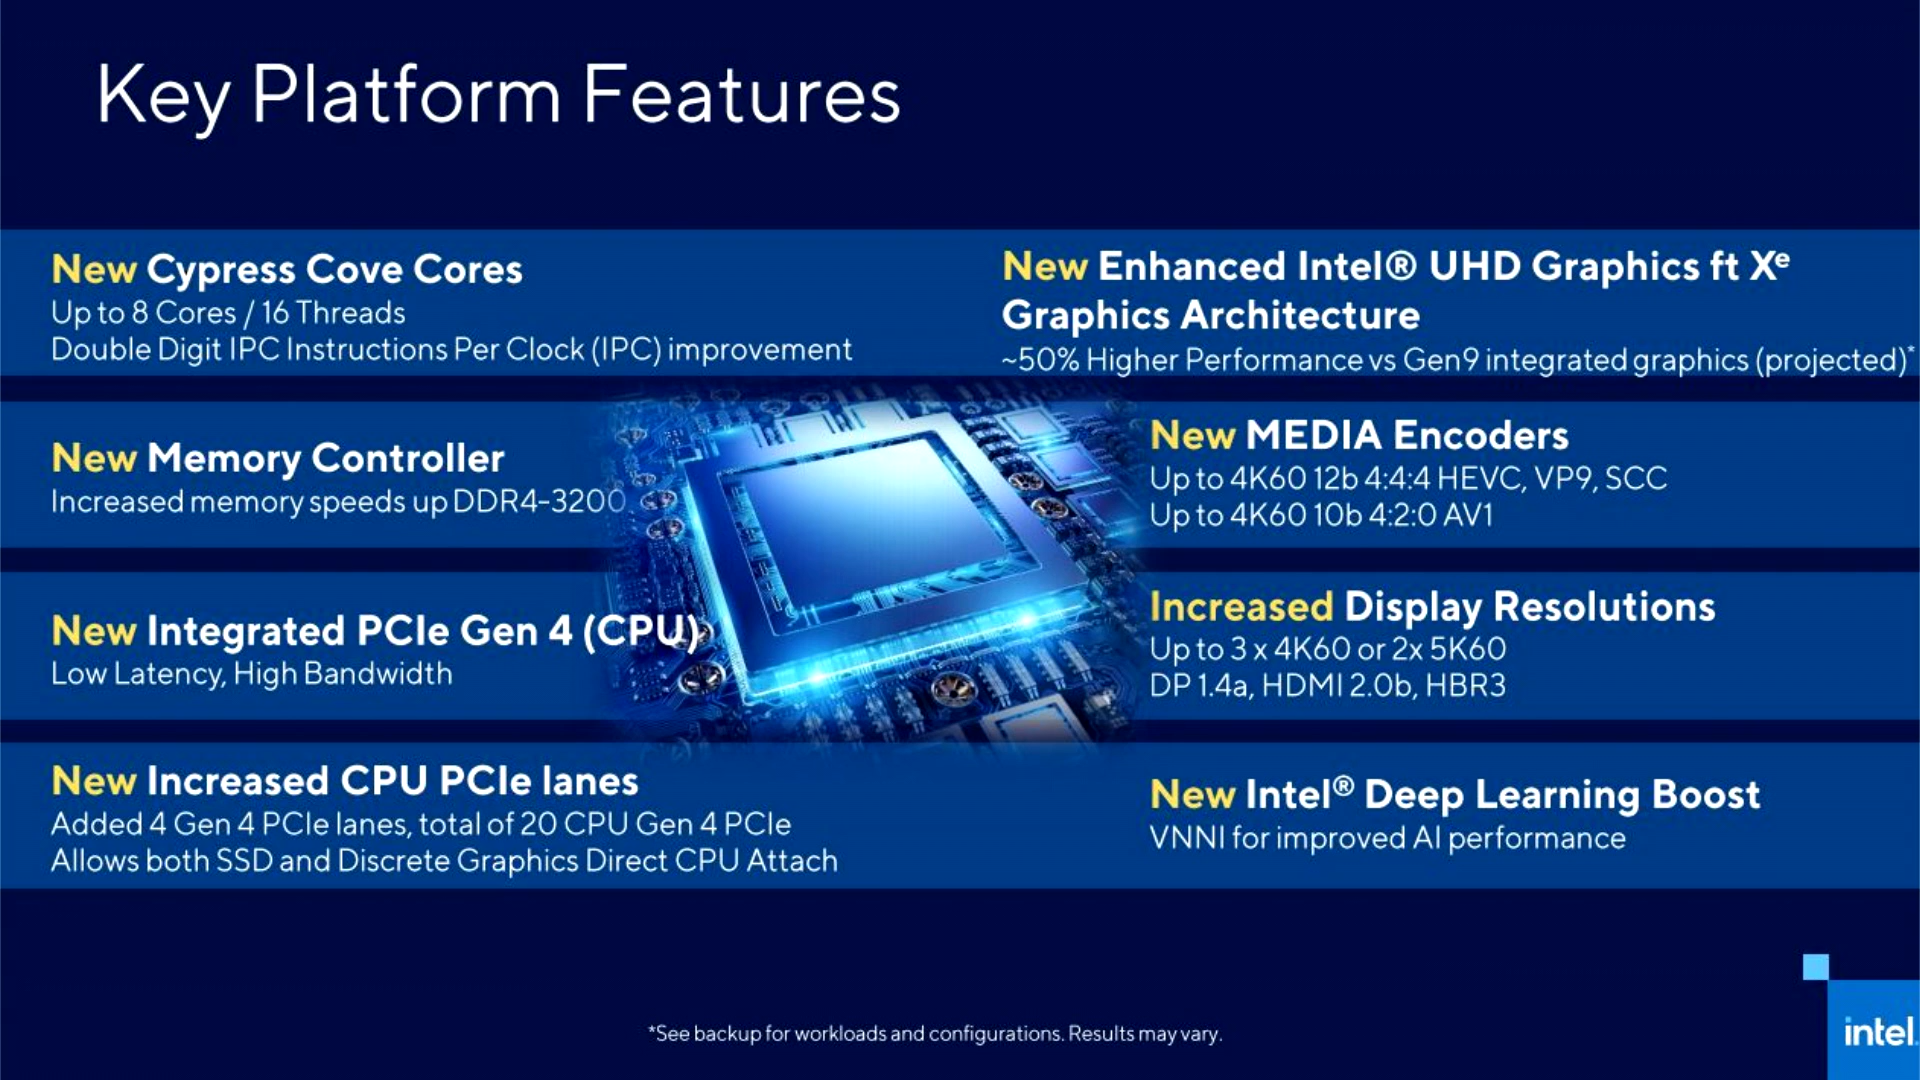 Key Platform Features
New Cypress Cove Cores
Up to 8 Cores / 16 Threads
Double Digit IPC Instructions Per Clock (IPC) improvement
New Memory Controller
Increased memory speeds up DDR4-3200
New Integrated PCIe Gen 4 (CPU)
Low Latency, High Bandwidth
New Increased CPU PCIe lanes
Added 4 Gen 4 PCIe lanes, total of 20 CPU Gen 4 PCIe
Allows both SSD and Discrete Graphics Direct CPU Attach
New Enhanced Intel® UHD Graphics ft Xᵉ
Graphics Architecture
~50% Higher Performance vs Gen9 integrated graphics (projected)*
New MEDIA Encoders
Up to 4K60 12b 4:4:4 HEVC, VP9, SCC
Up to 4K60 10b 4:2:0 AV1
Increased Display Resolutions
Up to 3 x 4K60 or 2x 5K60
DP 1.4a, HDMI 2.0b, HBR3
New Intel® Deep Learning Boost
VNNI for improved AI performance
*See backup for workloads and configurations. Results may vary.
intel.